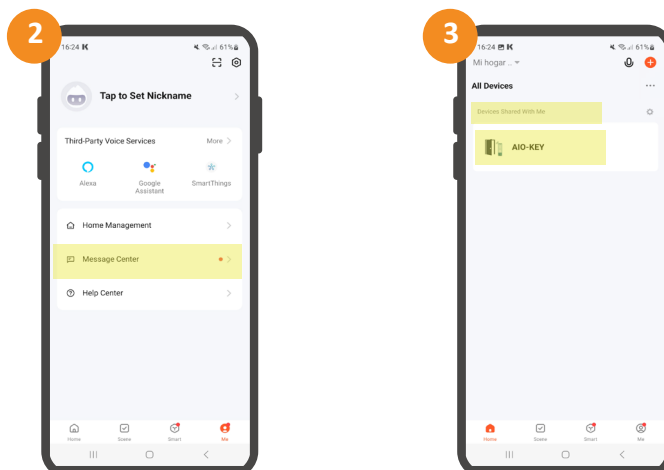 2
16:24
61%
Tap to Set Nickname
Third-Party Voice Services
More >
Alexa
Google
Assistant
SmartThings
Home Management
Message Center
Help Center
Home
Scene
Smart
Me
3
16:24
61%
Mi hogar ..
All Devices
Devices Shared With Me
AIO-KEY
Home
Scene
Smart
Me